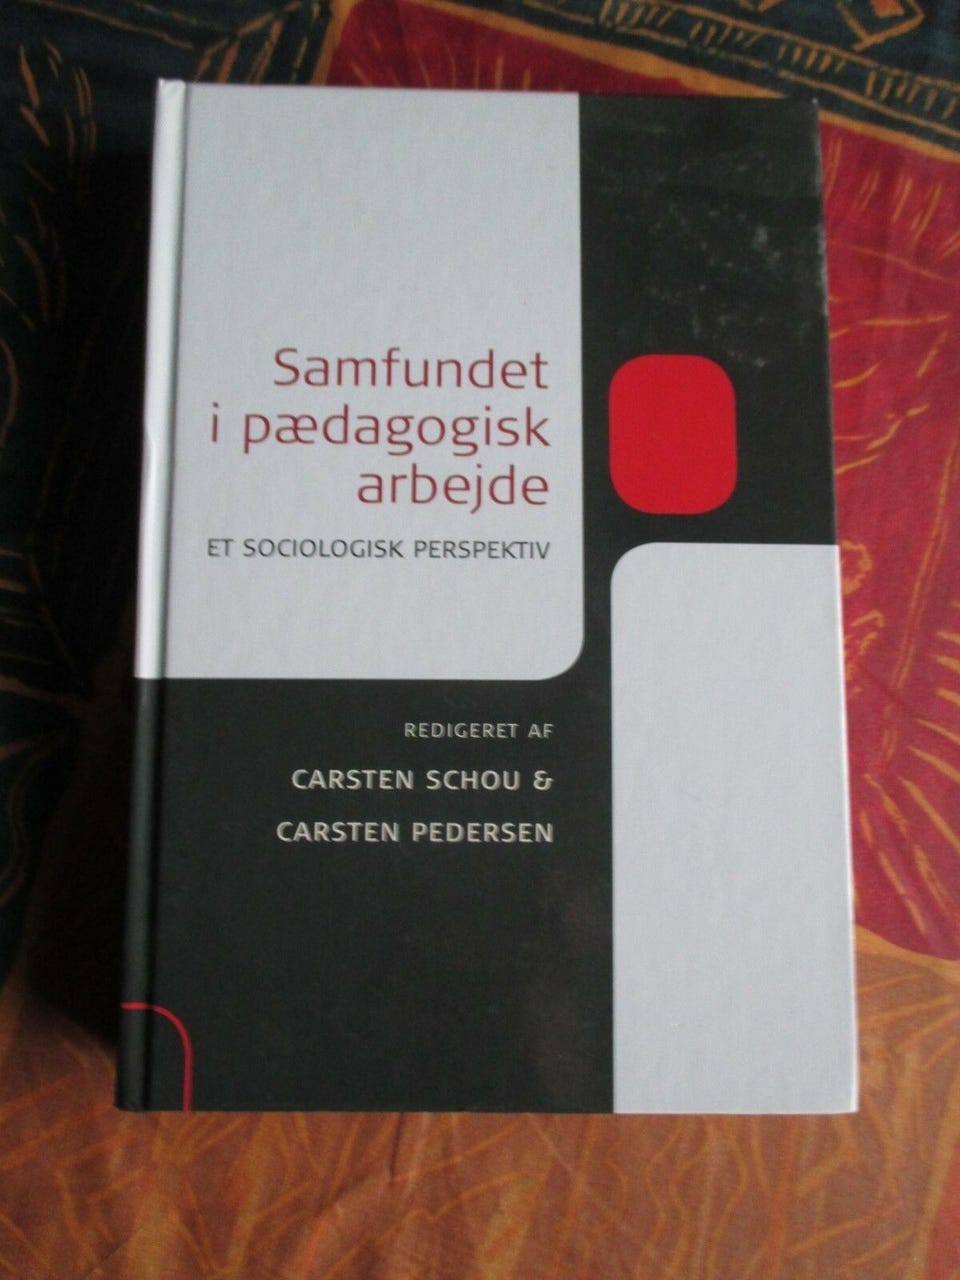 Samfundet
i pædagogisk
arbejde
ET SOCIOLOGISK PERSPEKTIV
REDIGERET AF
CARSTEN SCHOU &
CARSTEN PEDERSEN